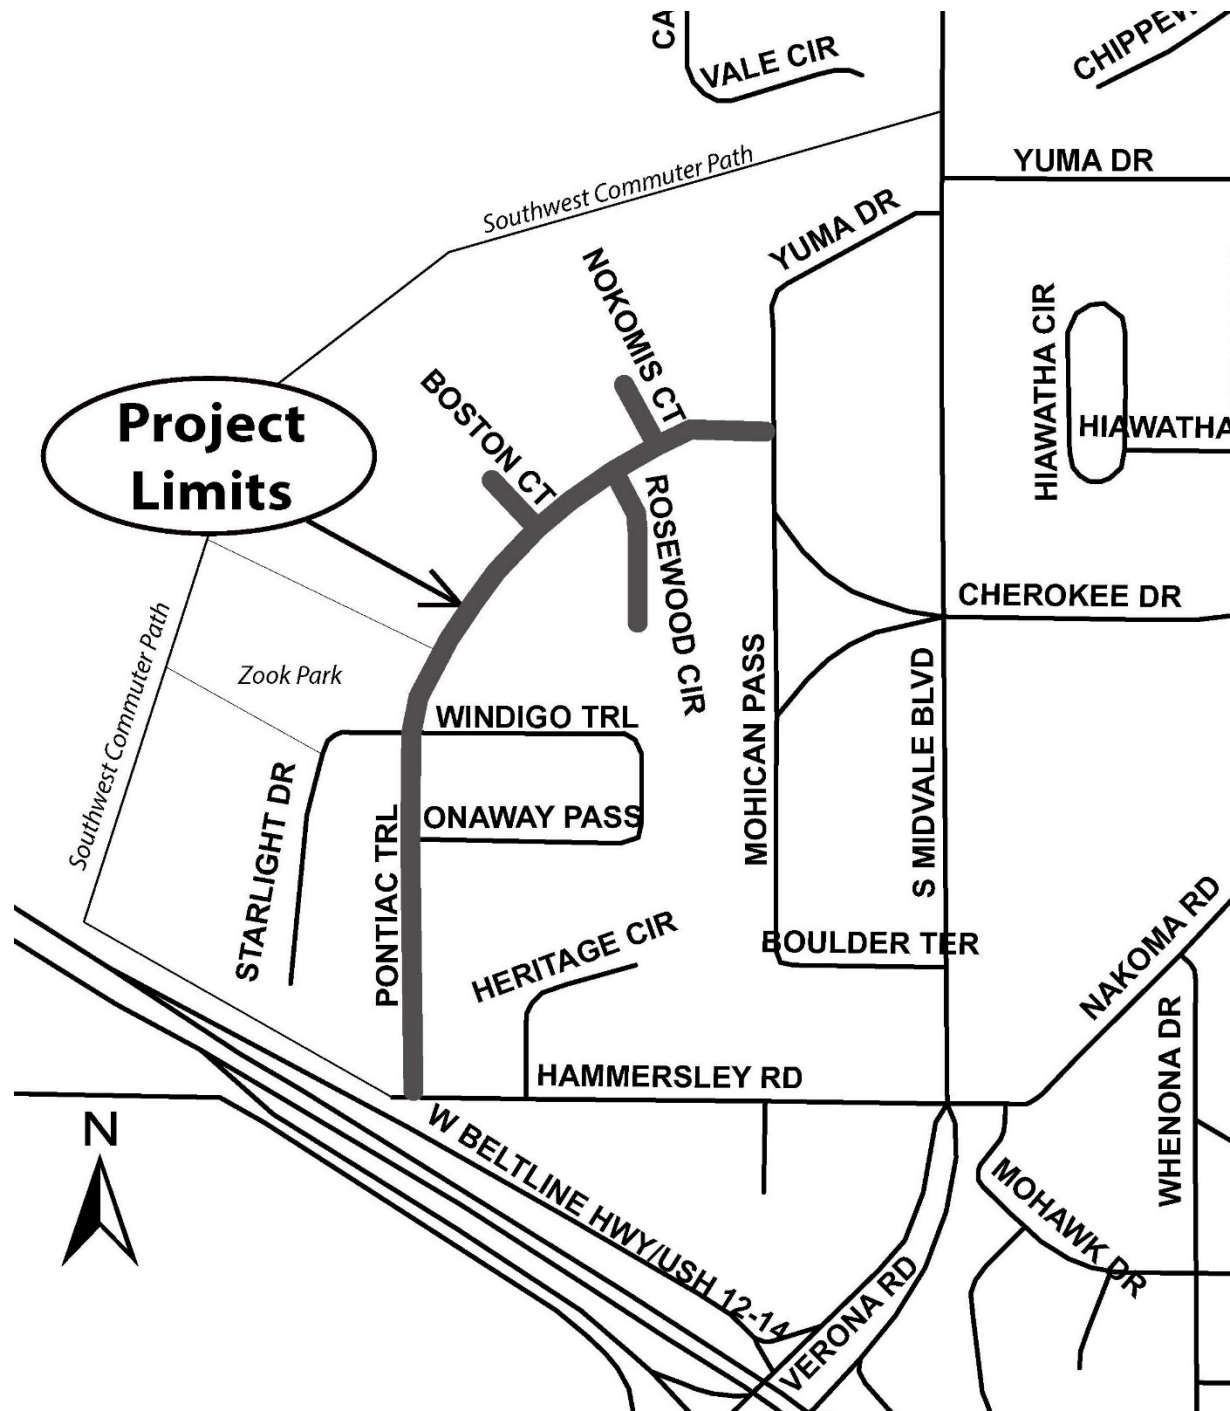 CA
VALE CIR
CHIPPEW
YUMA DR
Southwest Commuter Path
YUMA DR
NOKOMIS CT
HIAWATHA CIR
BOSTON CT
Project
Limits
HIAWATHA
ROSEWOOD CIR
CHEROKEE DR
Southwest Commuter Path
Zook Park
MOHICAN PASS
S MIDVALE BLVD
WINDIGO TRL
STARLIGHT DR
PONTIAC TRL
ONAWAY PASS
HERITAGE CIR
BOULDER TER
NAKOMA RD
WHENONA DR
HAMMERSLEY RD
N
W BELTLINE HWY/USH 12-14
MOHAWK DR
VERONA RD